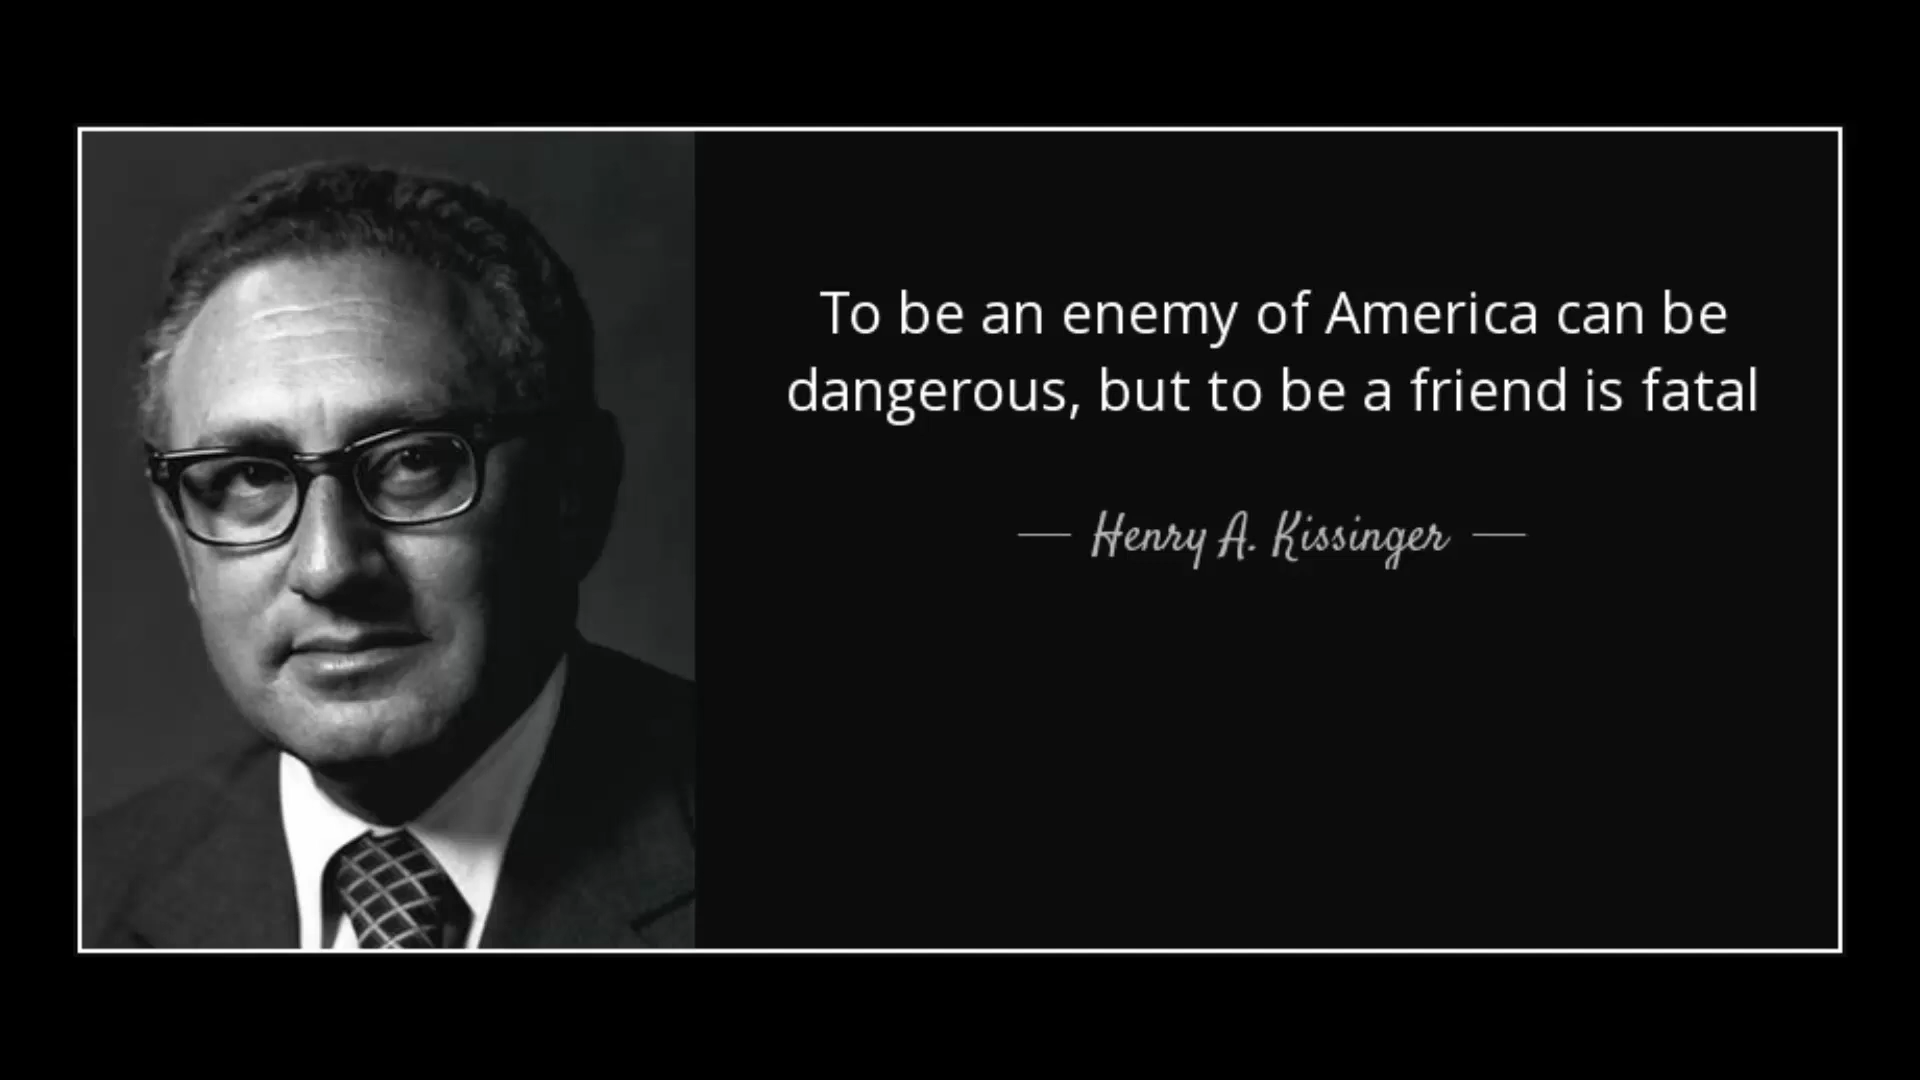 To be an enemy of America can be
dangerous, but to be a friend is fatal
— Henry A. Kissinger —